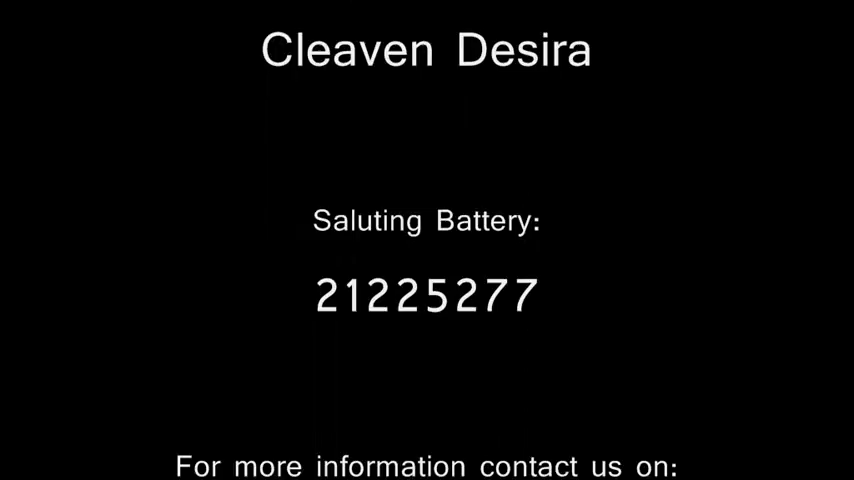 Cleaven Desira
Saluting Battery:
21225277
For more information contact us on: